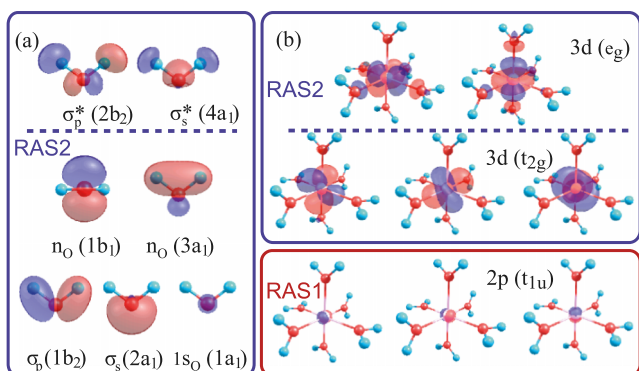 (a)
σp* (2b2) σs* (4a1)
RAS2
nO (1b1) nO (3a1)
σp(1b2) σs(2a1) 1sO (1a1)
(b)
3d (eg)
RAS2
3d (t2g)
RAS1
2p (t1u)